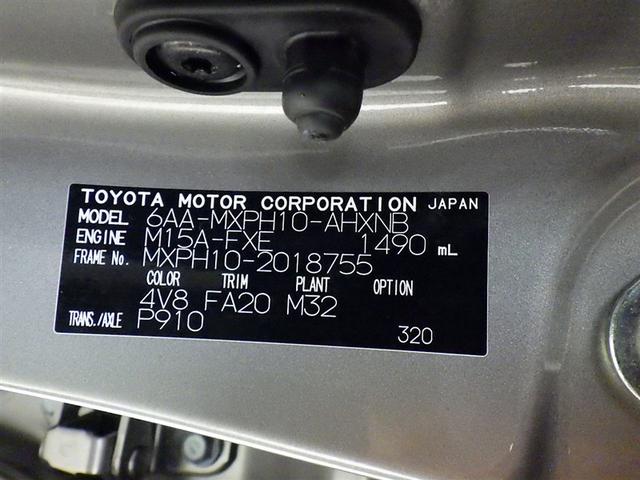 TOYOTA MOTOR CORPORATION JAPAN
MODEL 6AA-MXPH10-AHXNB
ENGINE M15A-FXE 1490 mL
FRAME No. MXPH10-2018755
COLOR TRIM PLANT OPTION
4V8 FA20 M32
TRANS./AXLE P910 320